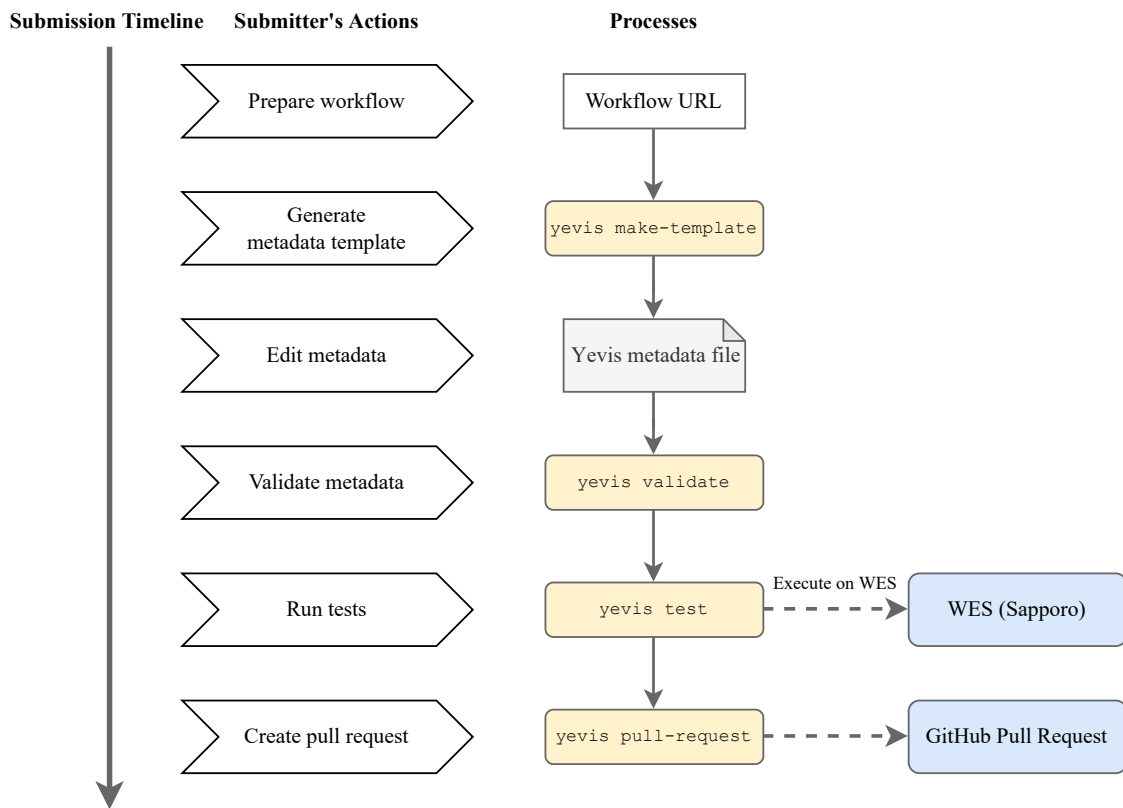 Submission Timeline
Submitter's Actions
Processes
Prepare workflow
Workflow URL
Generate
metadata template
yevis make-template
Edit metadata
Yevis metadata file
Validate metadata
yevis validate
Run tests
yevis test
Execute on WES
WES (Sapporo)
Create pull request
yevis pull-request
GitHub Pull Request